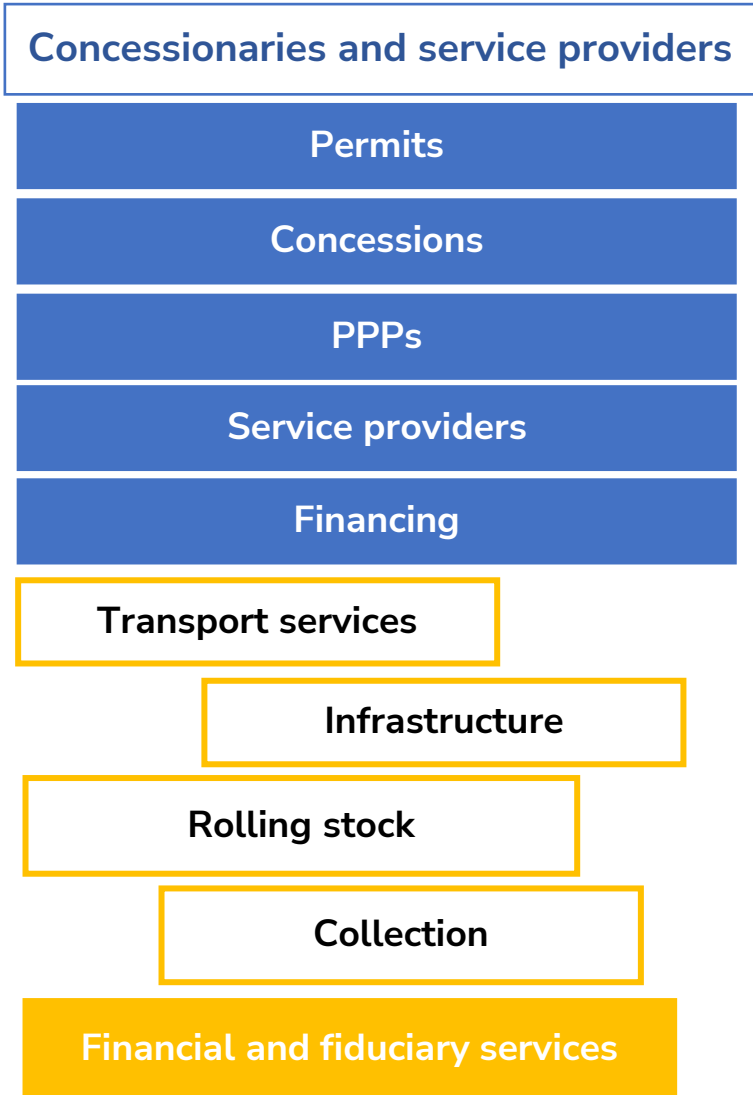 Concessionaries and service providers
Permits
Concessions
PPPs
Service providers
Financing
Transport services
Infrastructure
Rolling stock
Collection
Financial and fiduciary services